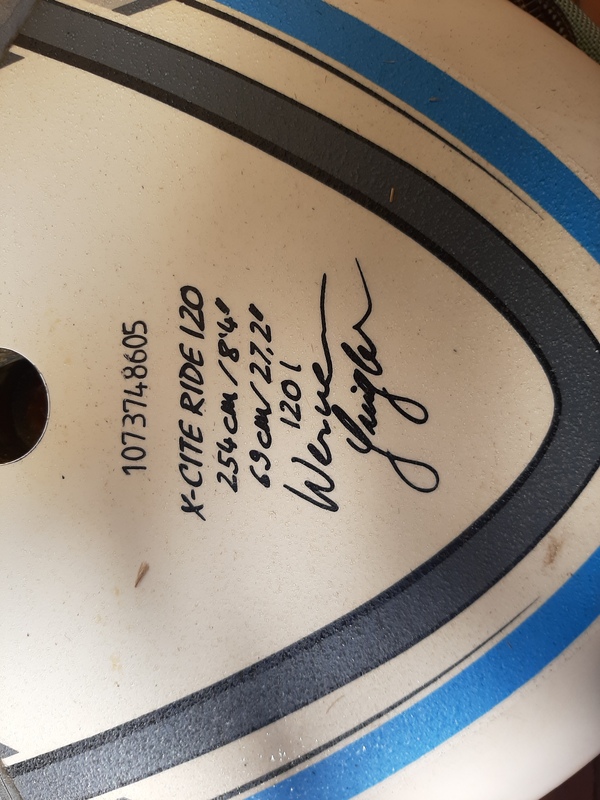 1073748605
X-CITE RIDE 120
254 cm / 8'4"
69 cm / 27,2"
120 l
Werner
Gnigler